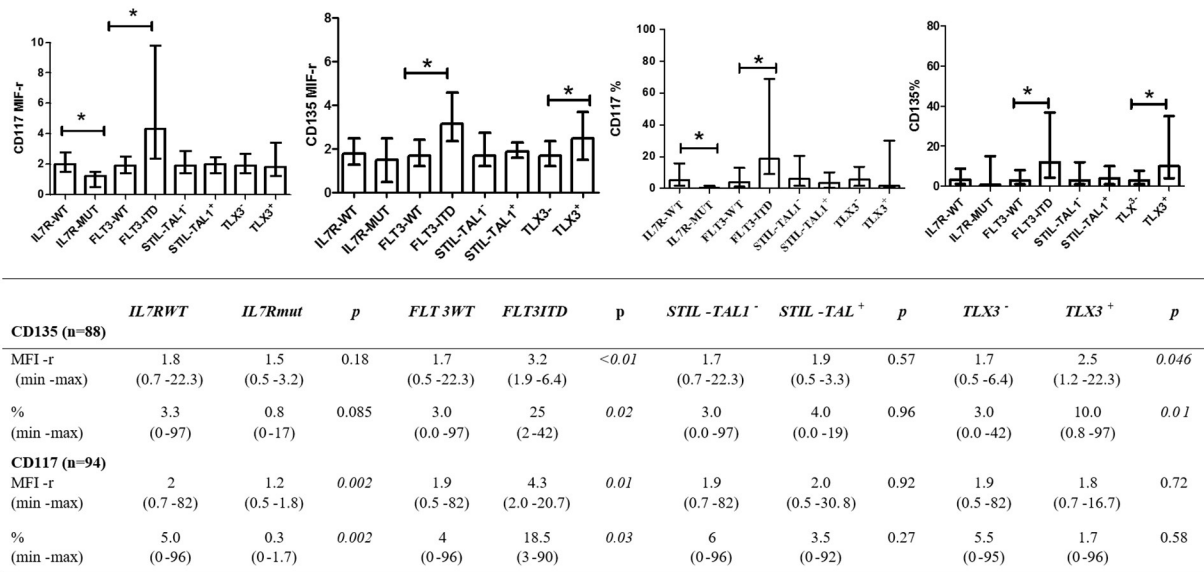 CD117 MIF-r
10
8
6
4
2
0
*
*
IL7R-WT
IL7R-MUT
FLT3-WT
FLT3-ITD
STIL-TAL1-
STIL-TAL1+
TLX3-
TLX3+
CD135 MIF-r
8
6
4
2
0
*
*
IL7R-WT
IL7R-MUT
FLT3-WT
FLT3-ITD
STIL-TAL1-
STIL-TAL1+
TLX3-
TLX3+
CD117 %
100
80
60
40
20
0
*
*
IL7R-WT
IL7R-MUT
FLT3-WT
FLT3-ITD
STIL-TAL1-
STIL-TAL1+
TLX3-
TLX3+
CD135%
80
60
40
20
0
*
*
IL7R-WT
IL7R-MUT
FLT3-WT
FLT3-ITD
STIL-TAL1-
STIL-TAL1+
TLX3-
TLX3+
IL7RWT IL7Rmut p FLT 3WT FLT3ITD p STIL -TAL1 - STIL -TAL + p TLX3 - TLX3 + p
CD135 (n=88)
MFI -r 1.8 1.5 0.18 1.7 3.2 <0.01 1.7 1.9 0.57 1.7 2.5 0.046
(min -max) (0.7 -22.3) (0.5 -3.2) (0.5 -22.3) (1.9 -6.4) (0.7 -22.3) (0.5 -3.3) (0.5 -6.4) (1.2 -22.3)
% 3.3 0.8 0.085 3.0 25 0.02 3.0 4.0 0.96 3.0 10.0 0.01
(min -max) (0 -97) (0 -17) (0.0 -97) (2 -42) (0.0 -97) (0.0 -19) (0.0 -42) (0.8 -97)
CD117 (n=94)
MFI -r 2 1.2 0.002 1.9 4.3 0.01 1.9 2.0 0.92 1.9 1.8 0.72
(min -max) (0.7 -82) (0.5 -1.8) (0.5 -82) (2.0 -20.7) (0.7 -82) (0.5 -30.8) (0.5 -82) (0.7 -16.7)
% 5.0 0.3 0.002 4 18.5 0.03 6 3.5 0.27 5.5 1.7 0.58
(min -max) (0 -96) (0 -1.7) (0 -96) (3 -90) (0 -96) (0 -92) (0 -95) (0 -96)